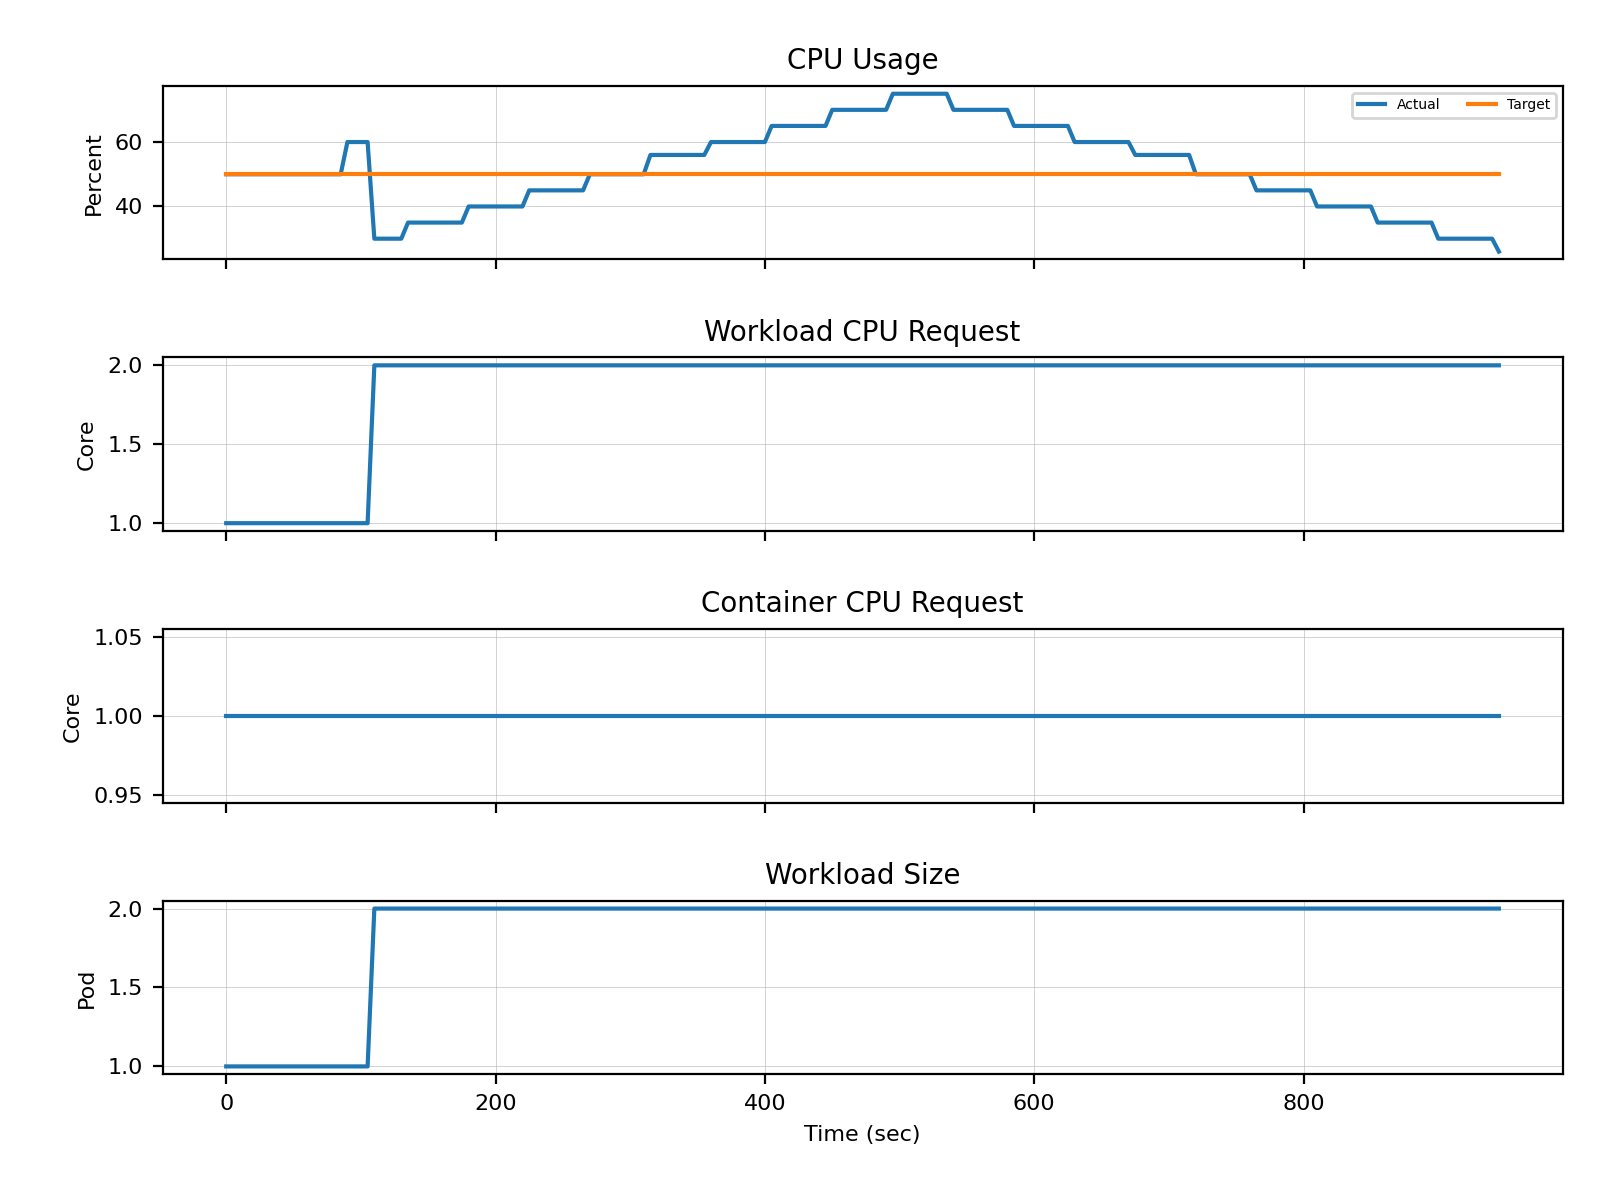 CPU Usage
Percent
60
40
Actual
Target
Workload CPU Request
Core
2.0
1.5
1.0
Container CPU Request
Core
1.05
1.00
0.95
Workload Size
Pod
2.0
1.5
1.0
0 200 400 600 800
Time (sec)